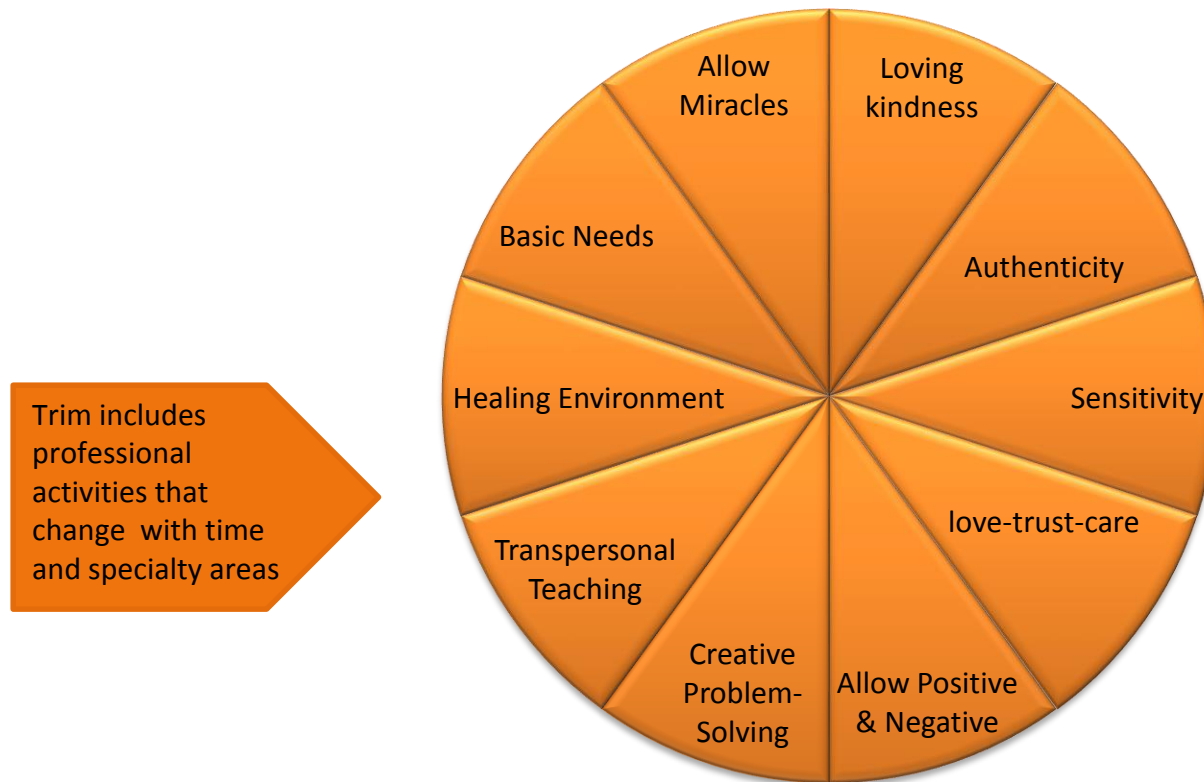 Allow
Miracles
Loving
kindness
Authenticity
Sensitivity
love-trust-care
Allow Positive
& Negative
Creative
Problem-
Solving
Transpersonal
Teaching
Healing Environment
Basic Needs
Trim includes
professional
activities that
change with time
and specialty areas